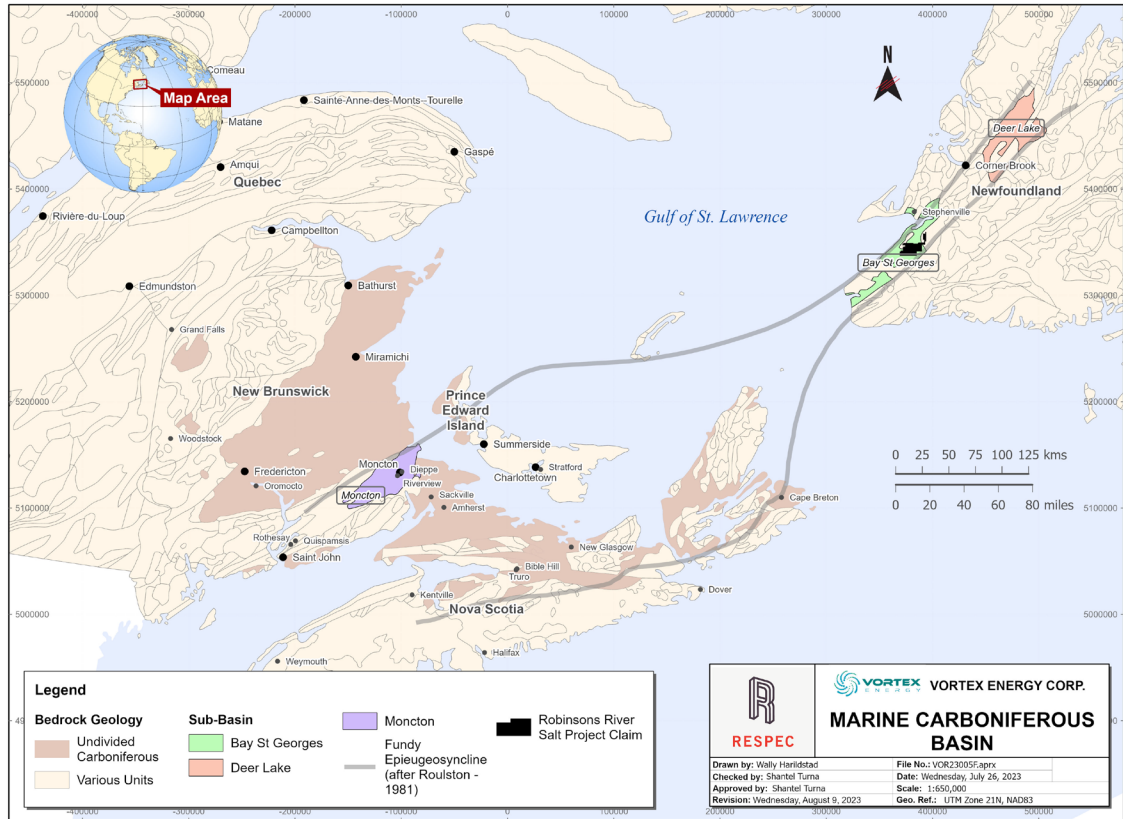 -400000
-300000
-200000
-100000
0
100000
200000
300000
400000
500000
5500000
5400000
5300000
5200000
5100000
5000000
5500000
5400000
5300000
5200000
5100000
5000000
Comeau
Map Area
Sainte-Anne-des-Monts--Tourelle
Matane
Gaspé
Amqui
Quebec
Rivière-du-Loup
Campbellton
Edmundston
Bathurst
Grand Falls
Miramichi
New Brunswick
Woodstock
Fredericton
Oromocto
Moncton
Dieppe
Riverview
Moncton
Sackville
Amherst
Rothesay
Quispamsis
Saint John
Prince
Edward
Island
Summerside
Stratford
Charlottetown
New Glasgow
Bible Hill
Truro
Kentville
Nova Scotia
Dover
Halifax
Weymouth
Cape Breton
Gulf of St. Lawrence
N
Deer Lake
Corner Brook
Newfoundland
Stephenville
Bay St Georges
0 25 50 75 100 125 kms
0 20 40 60 80 miles
Legend
Bedrock Geology
Undivided
Carboniferous
Various Units
Sub-Basin
Bay St Georges
Deer Lake
Moncton
Fundy
Epieugeosyncline
(after Roulston -
1981)
Robinsons River
Salt Project Claim
RESPEC
VORTEX
ENERGY
VORTEX ENERGY CORP.
MARINE CARBONIFEROUS
BASIN
Drawn by: Wally Harildstad
File No.: VOR23005F.aprx
Checked by: Shantel Turna
Date: Wednesday, July 26, 2023
Approved by: Shantel Turna
Scale: 1:650,000
Revision: Wednesday, August 9, 2023
Geo. Ref.: UTM Zone 21N, NAD83
-400000
-300000
-200000
-100000
0
100000
200000
300000
400000
500000